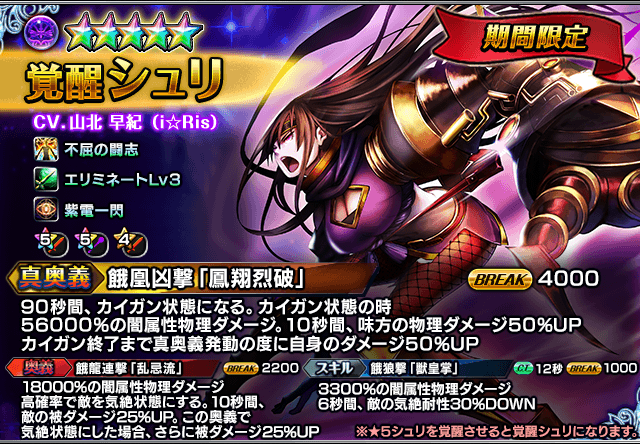 期間限定
覚醒シュリ
CV.山北 早紀（i☆Ris）
不屈の闘志
エリミネートLv3
紫電一閃
5 5 4
真奥義 餓凰凶撃「鳳翔烈破」 BREAK 4000
90秒間、カイガン状態になる。カイガン状態の時
56000%の闇属性物理ダメージ。10秒間、味方の物理ダメージ50%UP
カイガン終了まで真奥義発動の度に自身のダメージ50%UP
奥義 餓龍連撃「乱忌流」 BREAK 2200
18000%の闇属性物理ダメージ
高確率で敵を気絶状態にする。10秒間、
敵の被ダメージ25%UP。この奥義で
気絶状態にした場合、さらに被ダメージ25%UP
スキル 餓狼撃「獣皇掌」 C.T. 12秒 BREAK 1000
3300%の闇属性物理ダメージ
6秒間、敵の気絶耐性30%DOWN
※★5シュリを覚醒させると覚醒シュリになります。